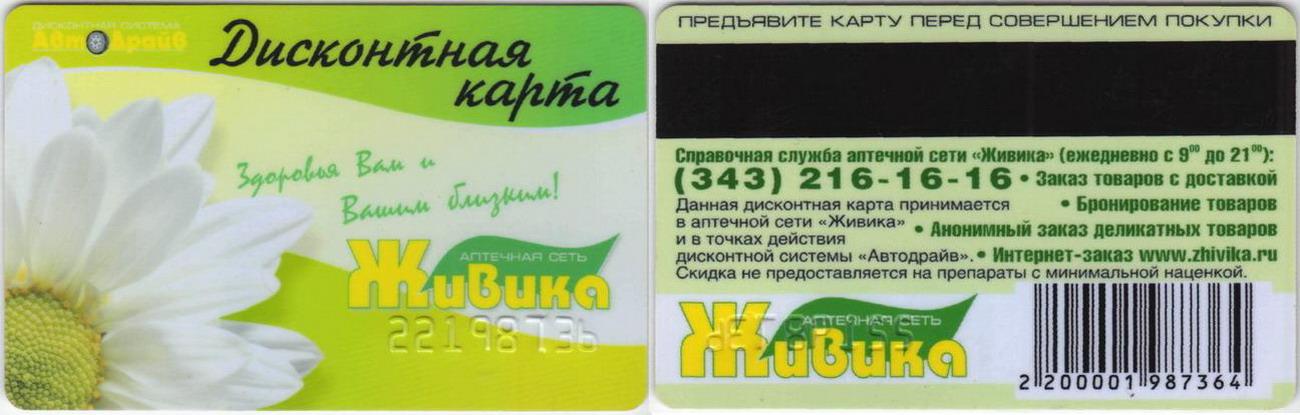 ДИСКОНТНАЯ СИСТЕМА
АвтоДрайв
Дисконтная
карта
Здоровья Вам и
Вашим близким!
АПТЕЧНАЯ СЕТЬ
Живика
22198736
ПРЕДЪЯВИТЕ КАРТУ ПЕРЕД СОВЕРШЕНИЕМ ПОКУПКИ
Справочная служба аптечной сети «Живика» (ежедневно с 9⁰⁰ до 21⁰⁰):
(343) 216-16-16 • Заказ товаров с доставкой
Данная дисконтная карта принимается • Бронирование товаров
в аптечной сети «Живика» • Анонимный заказ деликатных товаров
и в точках действия
дисконтной системы «Автодрайв». • Интернет-заказ www.zhivika.ru
Скидка не предоставляется на препараты с минимальной наценкой.
АПТЕЧНАЯ СЕТЬ
Живика
2 200001 987364